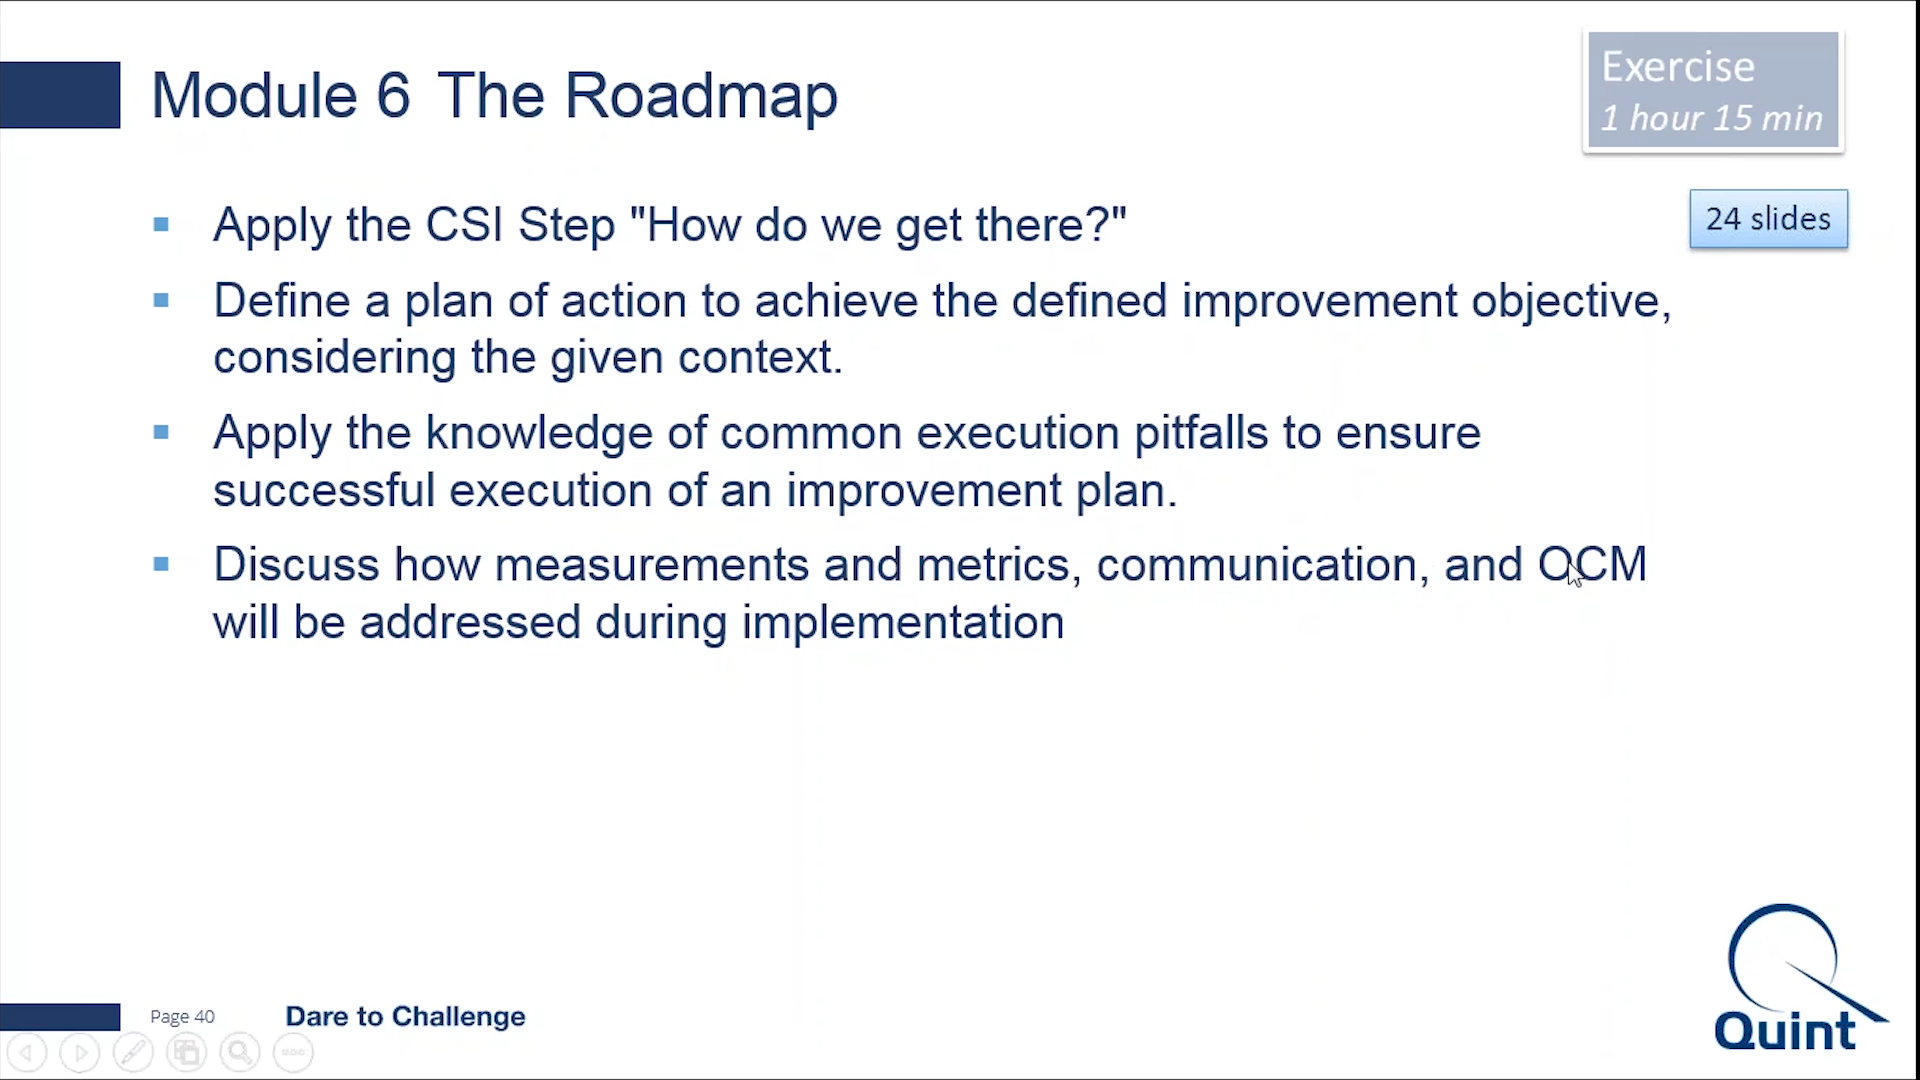 Module 6 The Roadmap
Exercise
1 hour 15 min
24 slides
Apply the CSI Step "How do we get there?"
Define a plan of action to achieve the defined improvement objective,
considering the given context.
Apply the knowledge of common execution pitfalls to ensure
successful execution of an improvement plan.
Discuss how measurements and metrics, communication, and OCM
will be addressed during implementation
Page 40
Dare to Challenge
Quint